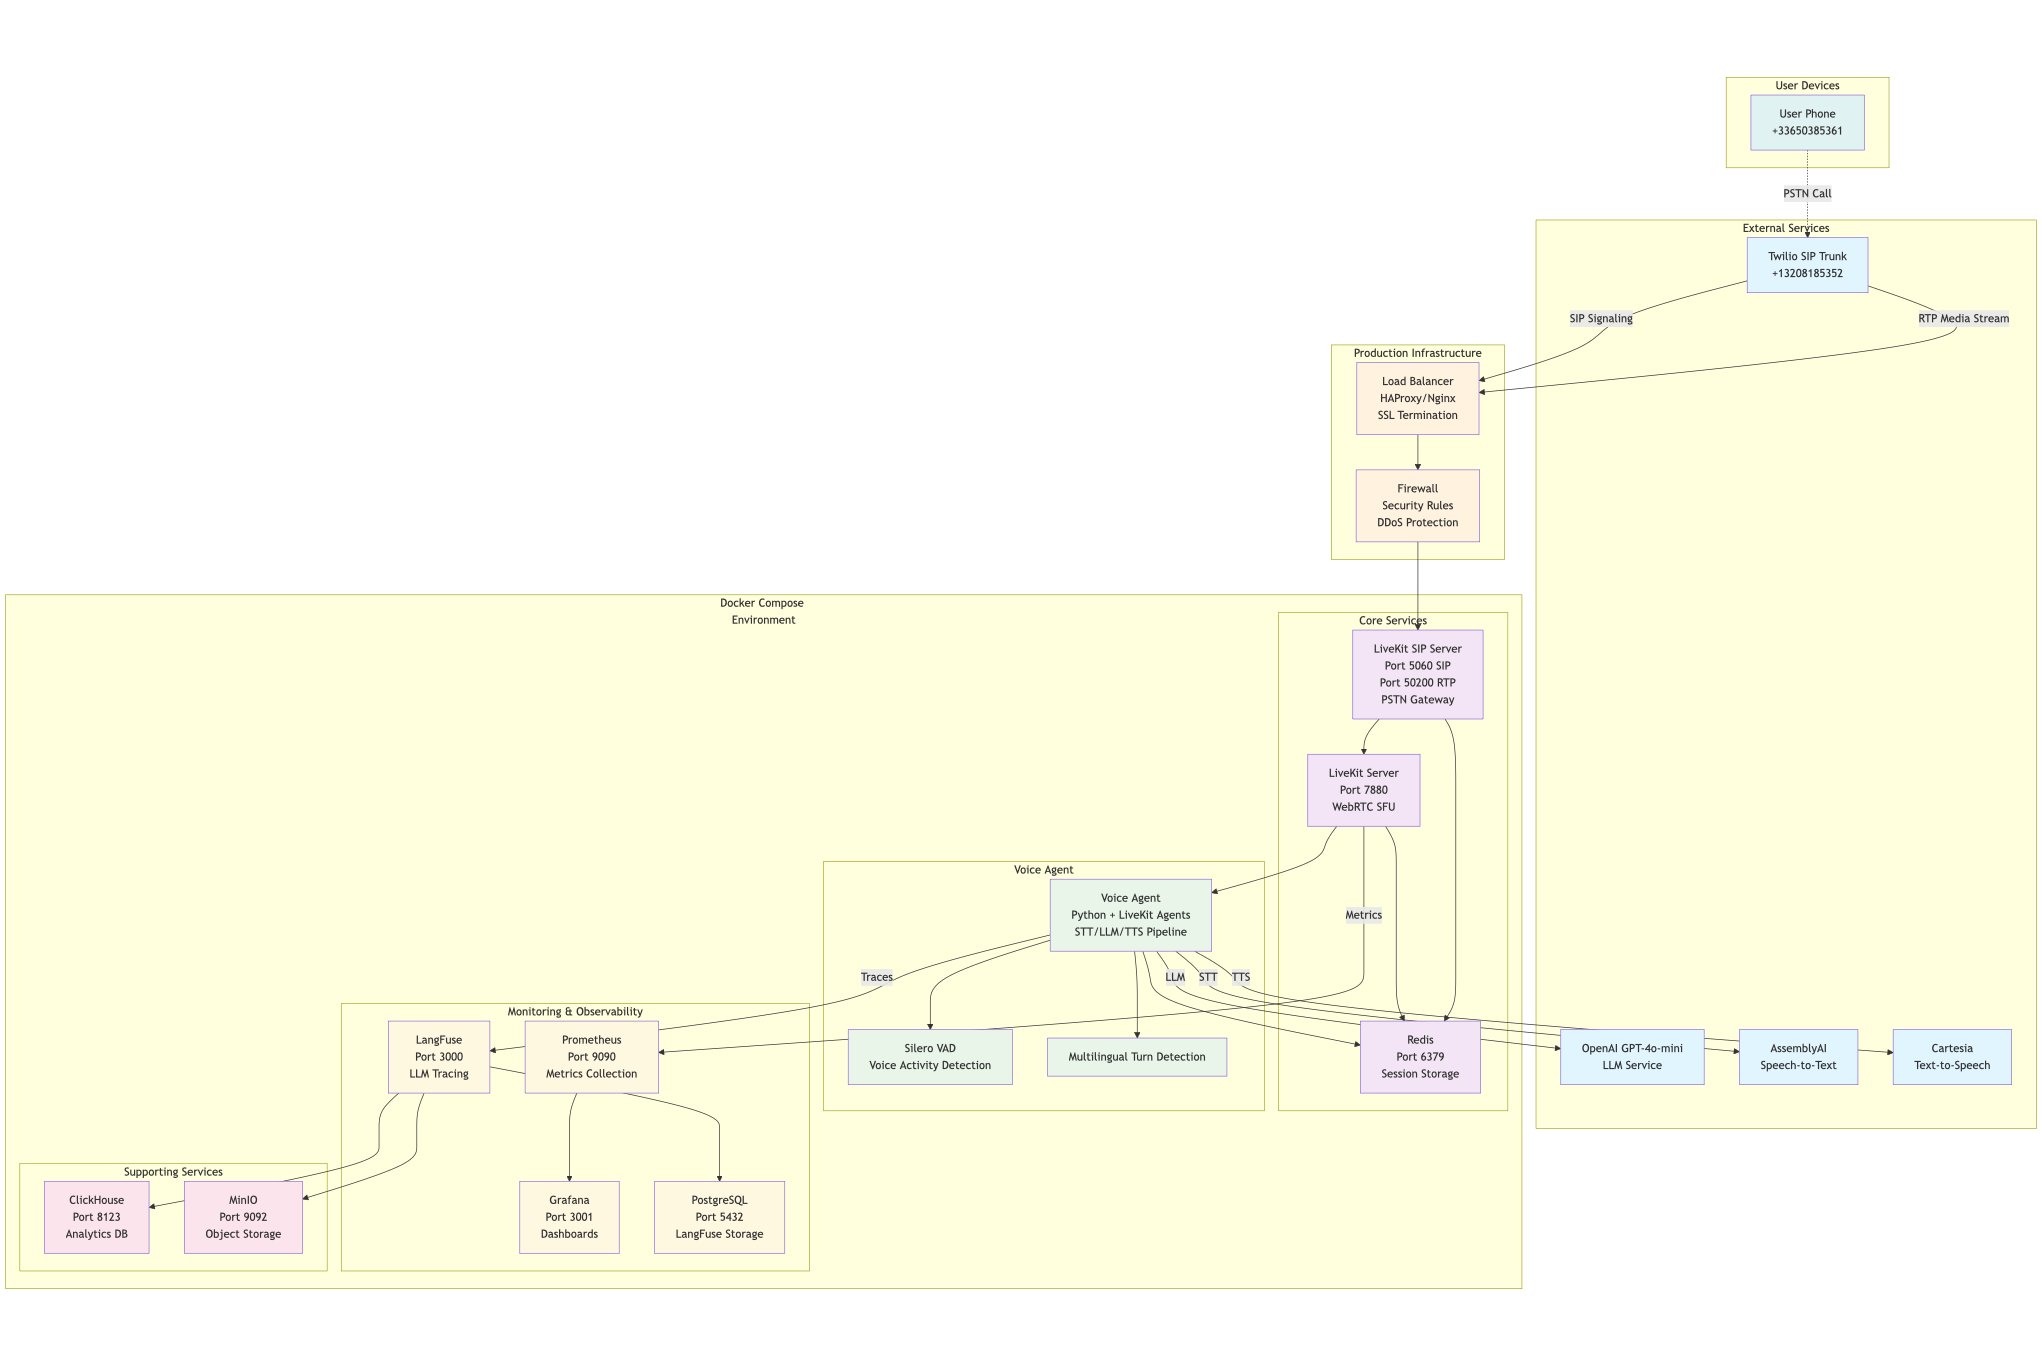 User Devices
User Phone
+33650385361
PSTN Call
External Services
Twilio SIP Trunk
+13208185352
SIP Signaling
RTP Media Stream
Production Infrastructure
Load Balancer
HAProxy/Nginx
SSL Termination
Firewall
Security Rules
DDoS Protection
Docker Compose
Environment
Core Services
LiveKit SIP Server
Port 5060 SIP
Port 50200 RTP
PSTN Gateway
LiveKit Server
Port 7880
WebRTC SFU
Voice Agent
Voice Agent
Python + LiveKit Agents
STT/LLM/TTS Pipeline
Metrics
Traces
LLM
STT
TTS
Monitoring & Observability
LangFuse
Port 3000
LLM Tracing
Prometheus
Port 9090
Metrics Collection
Silero VAD
Voice Activity Detection
Multilingual Turn Detection
Redis
Port 6379
Session Storage
OpenAI GPT-4o-mini
LLM Service
AssemblyAI
Speech-to-Text
Cartesia
Text-to-Speech
Supporting Services
ClickHouse
Port 8123
Analytics DB
MinIO
Port 9092
Object Storage
Grafana
Port 3001
Dashboards
PostgreSQL
Port 5432
LangFuse Storage